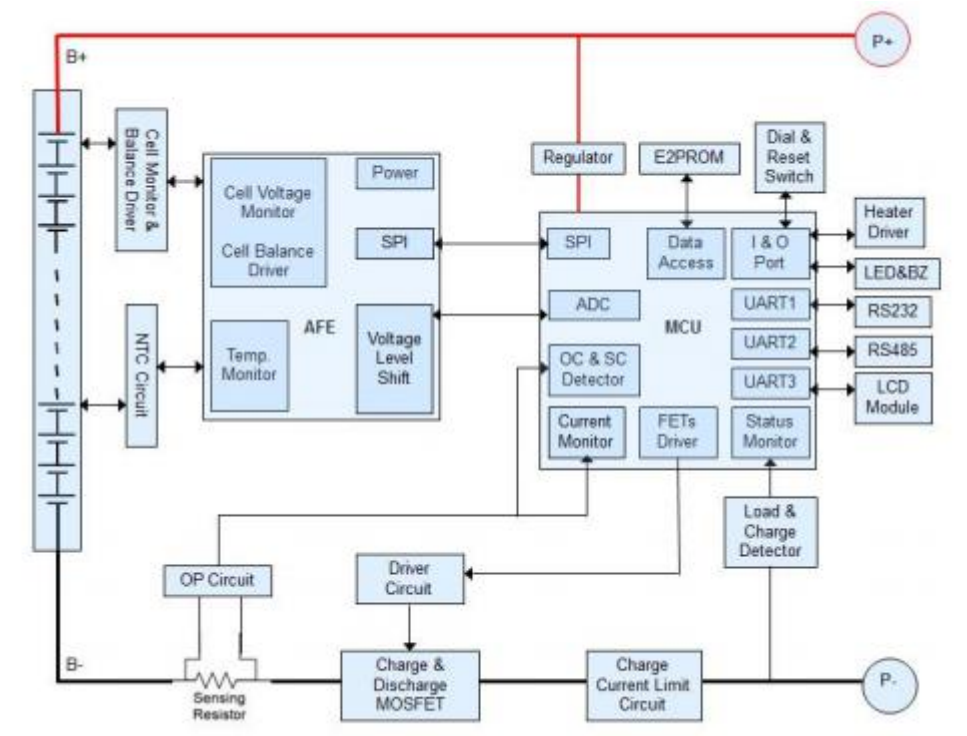 P+
B+
Cell Monitor &
Balance Driver
Cell Voltage
Monitor
Cell Balance
Driver
Power
SPI
AFE
Voltage
Level
Shift
Temp.
Monitor
NTC Circuit
Regulator
E2PROM
Dial &
Reset
Switch
SPI
Data
Access
I & O
Port
Heater
Driver
LED&BZ
ADC
MCU
UART1
RS232
UART2
RS485
OC & SC
Detector
UART3
LCD
Module
Current
Monitor
FETs
Driver
Status
Monitor
Load &
Charge
Detector
OP Circuit
Driver
Circuit
B-
Sensing
Resistor
Charge &
Discharge
MOSFET
Charge
Current Limit
Circuit
P-